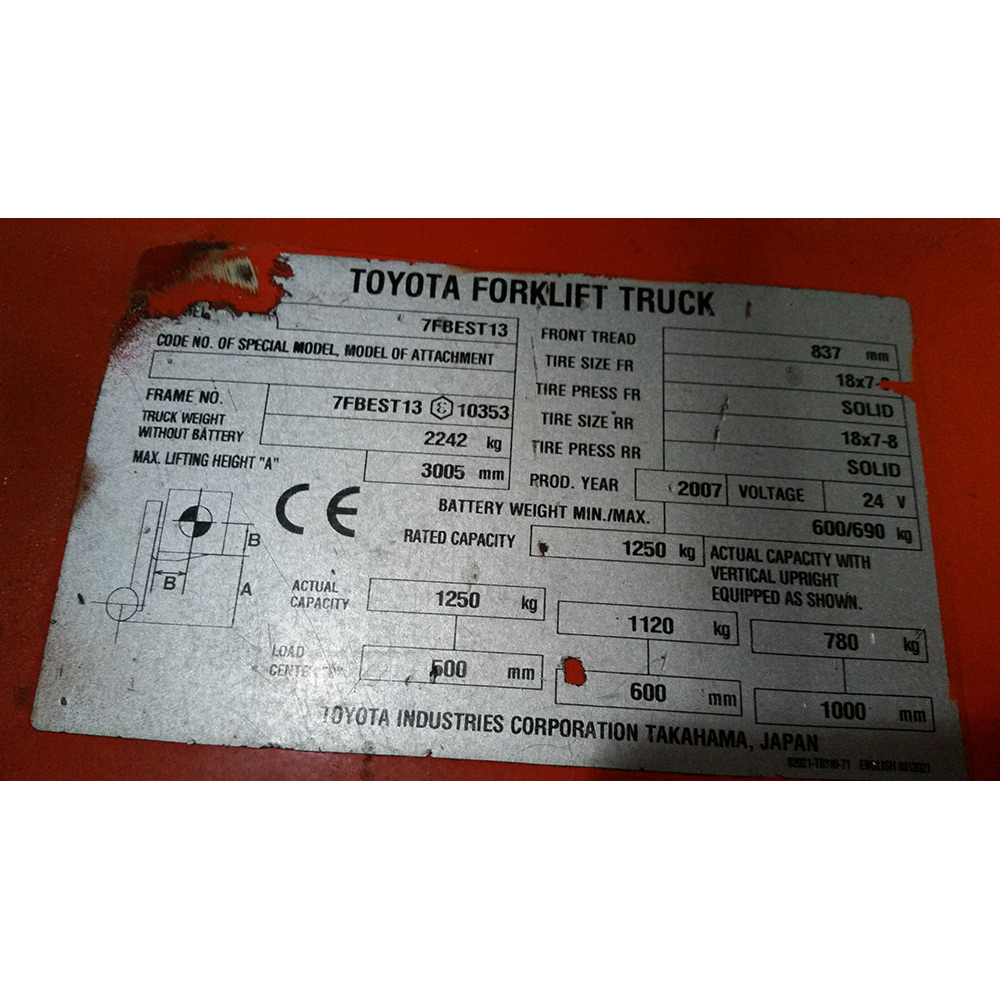 TOYOTA FORKLIFT TRUCK
7FBEST13
CODE NO. OF SPECIAL MODEL, MODEL OF ATTACHMENT
FRAME NO. 7FBEST13 10353
TRUCK WEIGHT
WITHOUT BATTERY 2242 kg
MAX. LIFTING HEIGHT "A" 3005 mm
FRONT TREAD 837 mm
TIRE SIZE FR 18x7-
TIRE PRESS FR SOLID
TIRE SIZE RR 18x7-8
TIRE PRESS RR SOLID
PROD. YEAR 2007 VOLTAGE 24 V
BATTERY WEIGHT MIN./MAX. 600/690 kg
CE
RATED CAPACITY 1250 kg
ACTUAL CAPACITY WITH
VERTICAL UPRIGHT
EQUIPPED AS SHOWN.
B
B
A
ACTUAL
CAPACITY 1250 kg 1120 kg 780 kg
LOAD
500 mm 600 mm 1000 mm
TOYOTA INDUSTRIES CORPORATION TAKAHAMA, JAPAN
ENGLISH